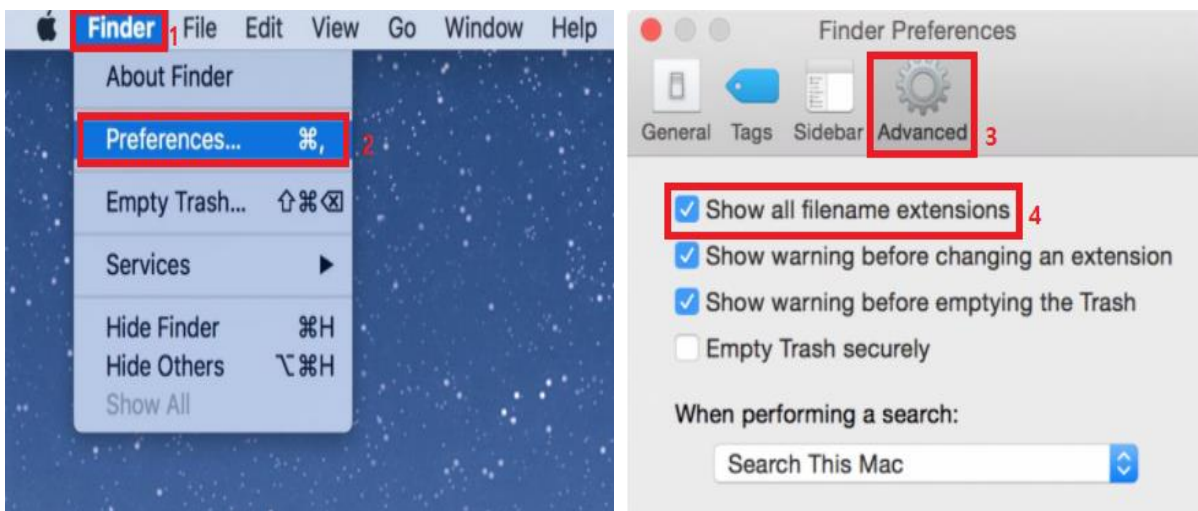 Finder 1 File Edit View Go Window Help
About Finder
Preferences... ⌘, 2
Empty Trash... ⇧⌘⌫
Services ▶
Hide Finder ⌘H
Hide Others ⌥⌘H
Show All
Finder Preferences
General Tags Sidebar Advanced 3
Show all filename extensions 4
Show warning before changing an extension
Show warning before emptying the Trash
Empty Trash securely
When performing a search:
Search This Mac